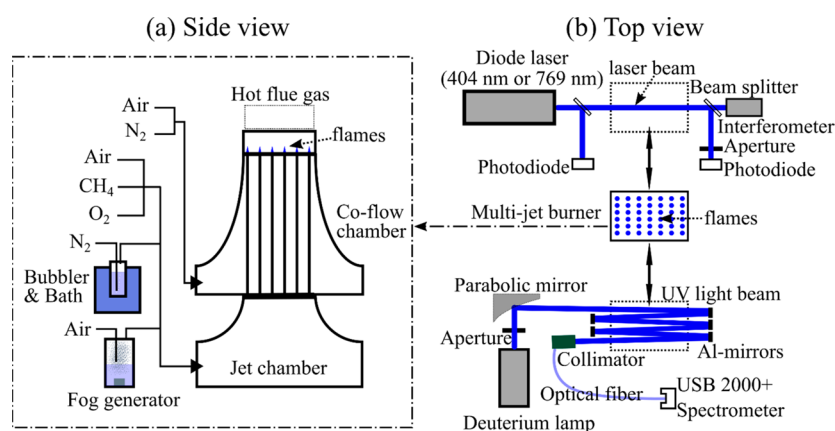 (a) Side view
Hot flue gas
Air
N2
flames
Air
CH4
O2
Co-flow
chamber
N2
Bubbler
& Bath
Air
Fog generator
Jet chamber
(b) Top view
Diode laser
(404 nm or 769 nm)
laser beam
Beam splitter
Interferometer
Aperture
Photodiode
Photodiode
Multi-jet burner
flames
Parabolic mirror
UV light beam
Aperture
Collimator
Al-mirrors
Optical fiber
USB 2000+
Spectrometer
Deuterium lamp